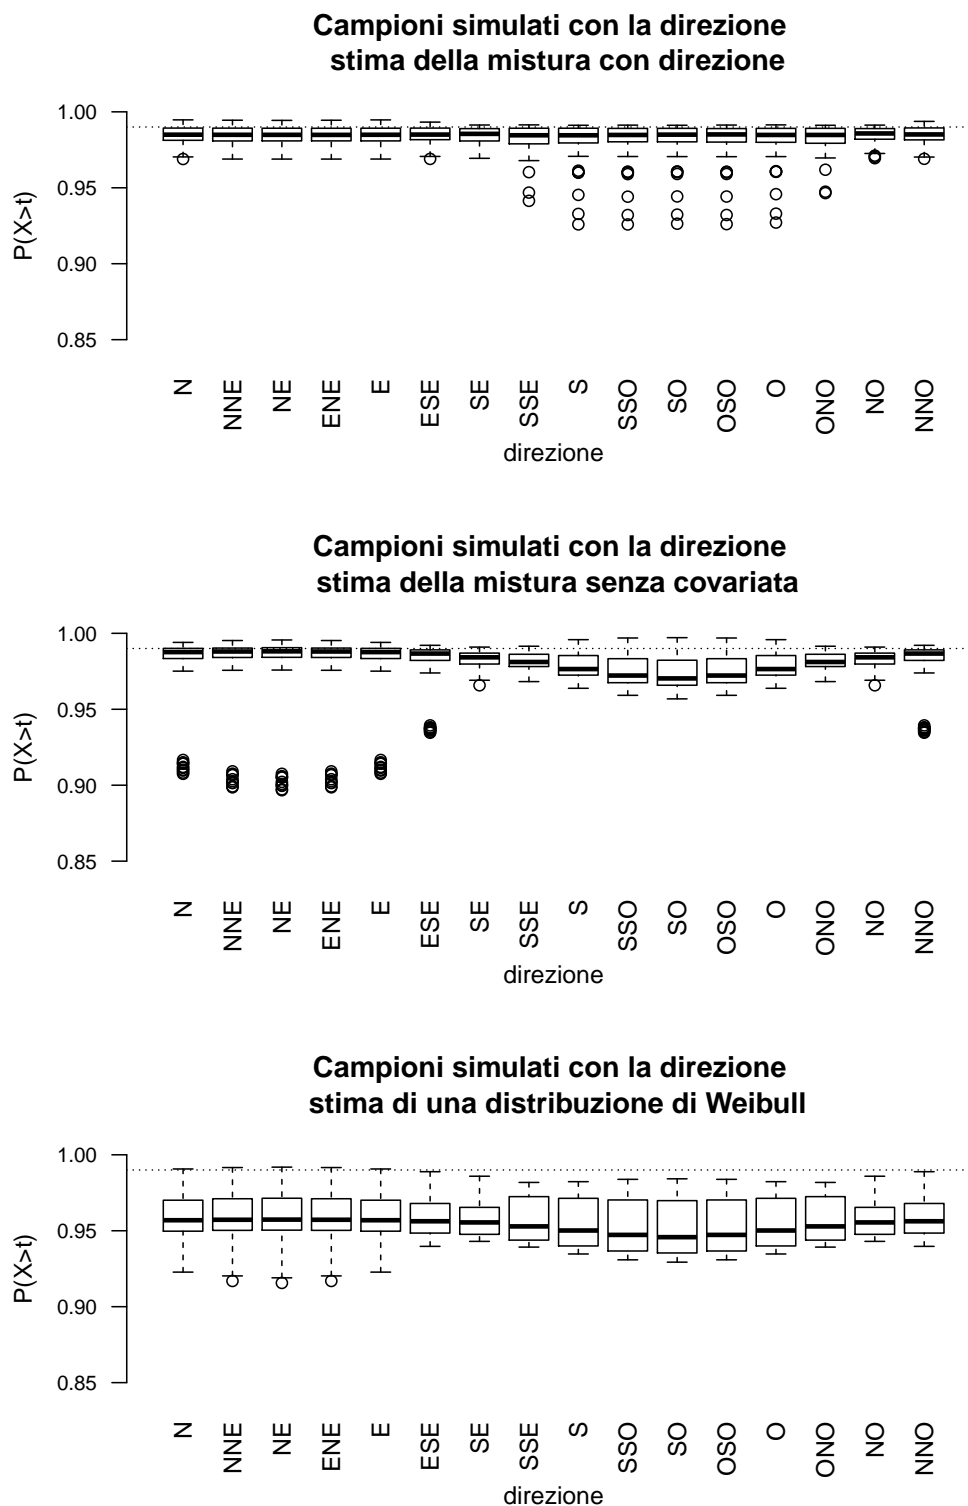 Campioni simulati con la direzione
stima della mistura con direzione
P(X>t)
1.00
0.95
0.90
0.85
N NNE NE ENE E ESE SE SSE S SSO SO OSO O ONO NO NNO
direzione
Campioni simulati con la direzione
stima della mistura senza covariata
P(X>t)
1.00
0.95
0.90
0.85
N NNE NE ENE E ESE SE SSE S SSO SO OSO O ONO NO NNO
direzione
Campioni simulati con la direzione
stima di una distribuzione di Weibull
P(X>t)
1.00
0.95
0.90
0.85
N NNE NE ENE E ESE SE SSE S SSO SO OSO O ONO NO NNO
direzione